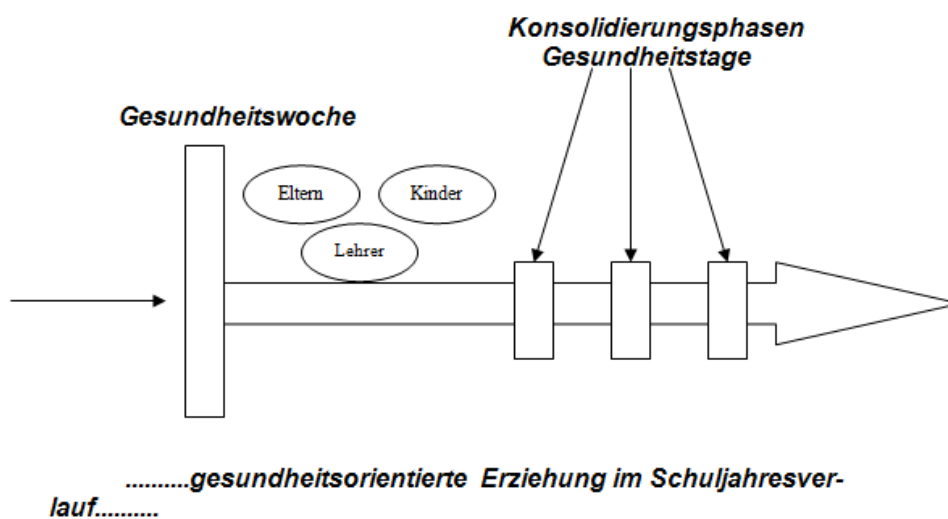 Konsolidierungsphasen
Gesundheitstage
Gesundheitswoche
Eltern
Kinder
Lehrer
..........gesundheitsorientierte Erziehung im Schuljahresver-
lauf..........